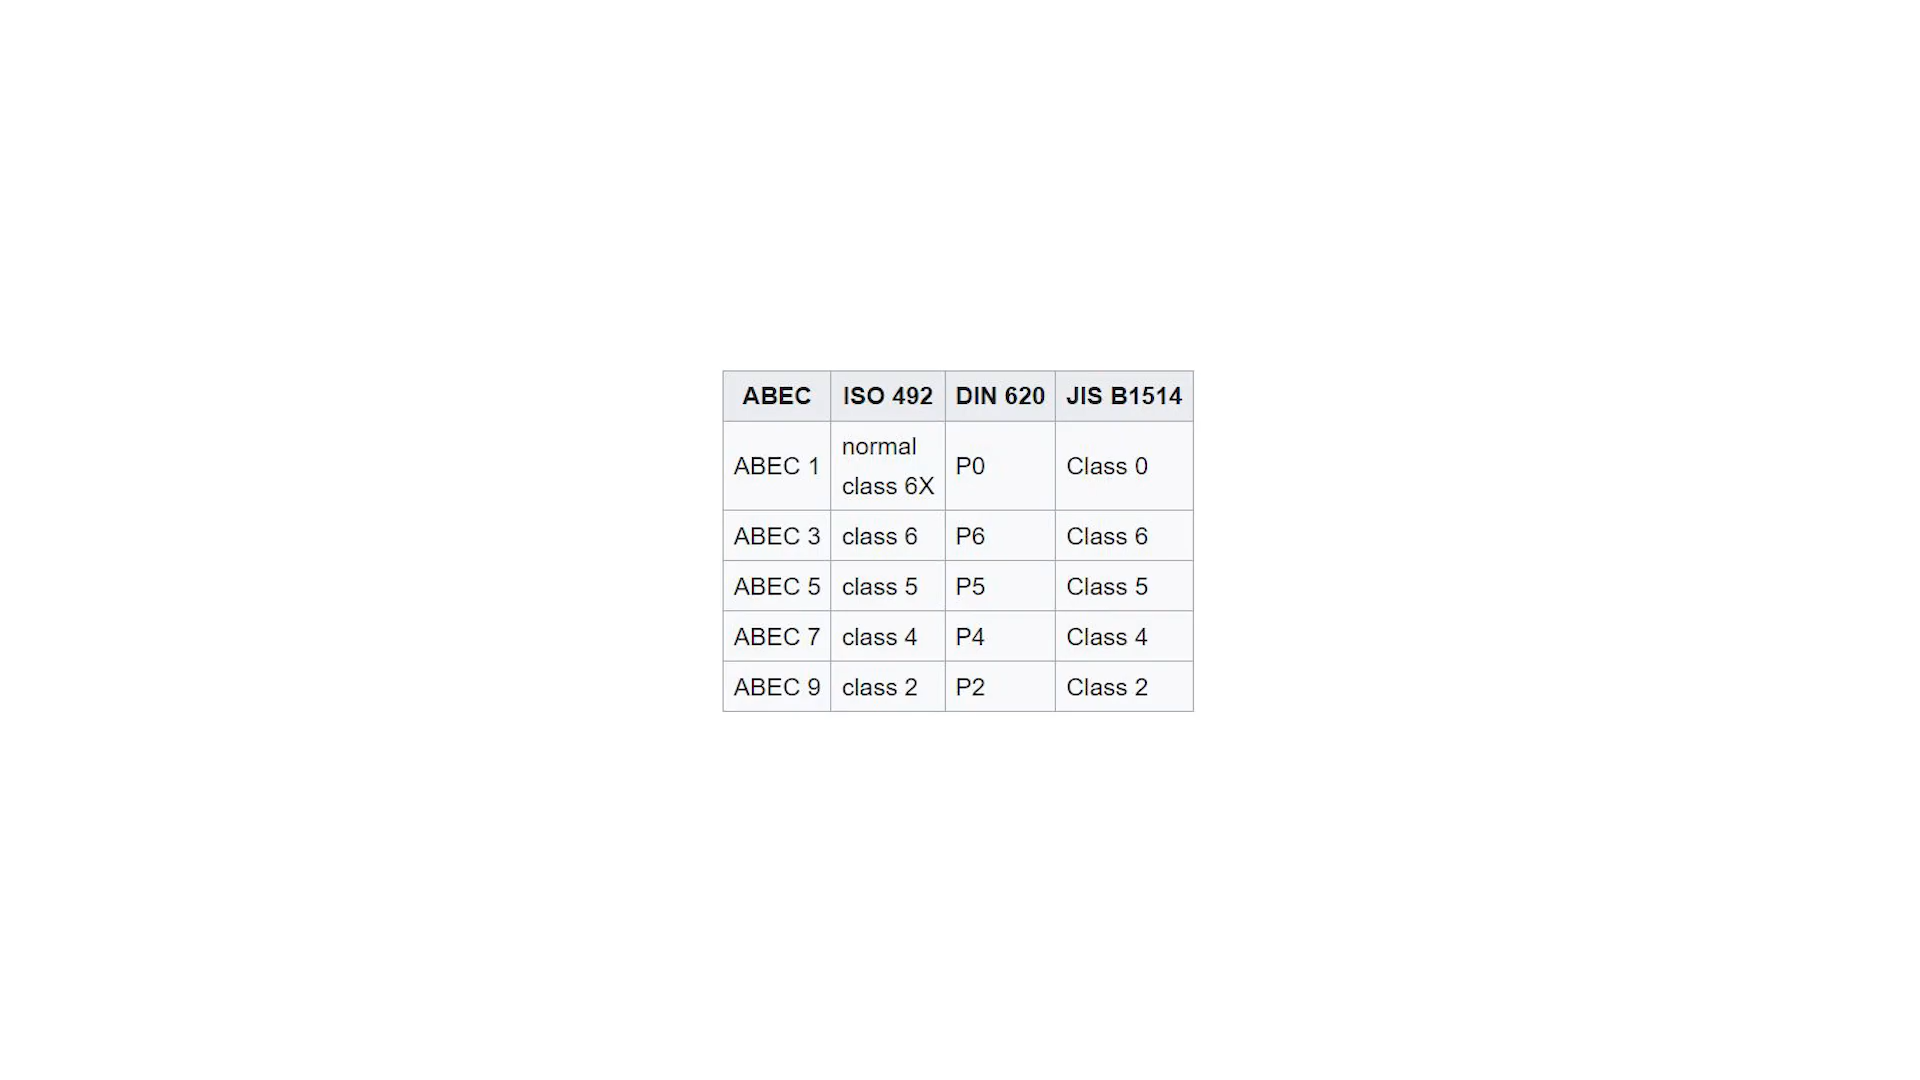 ABEC ISO 492 DIN 620 JIS B1514
ABEC 1 normal class 6X P0 Class 0
ABEC 3 class 6 P6 Class 6
ABEC 5 class 5 P5 Class 5
ABEC 7 class 4 P4 Class 4
ABEC 9 class 2 P2 Class 2